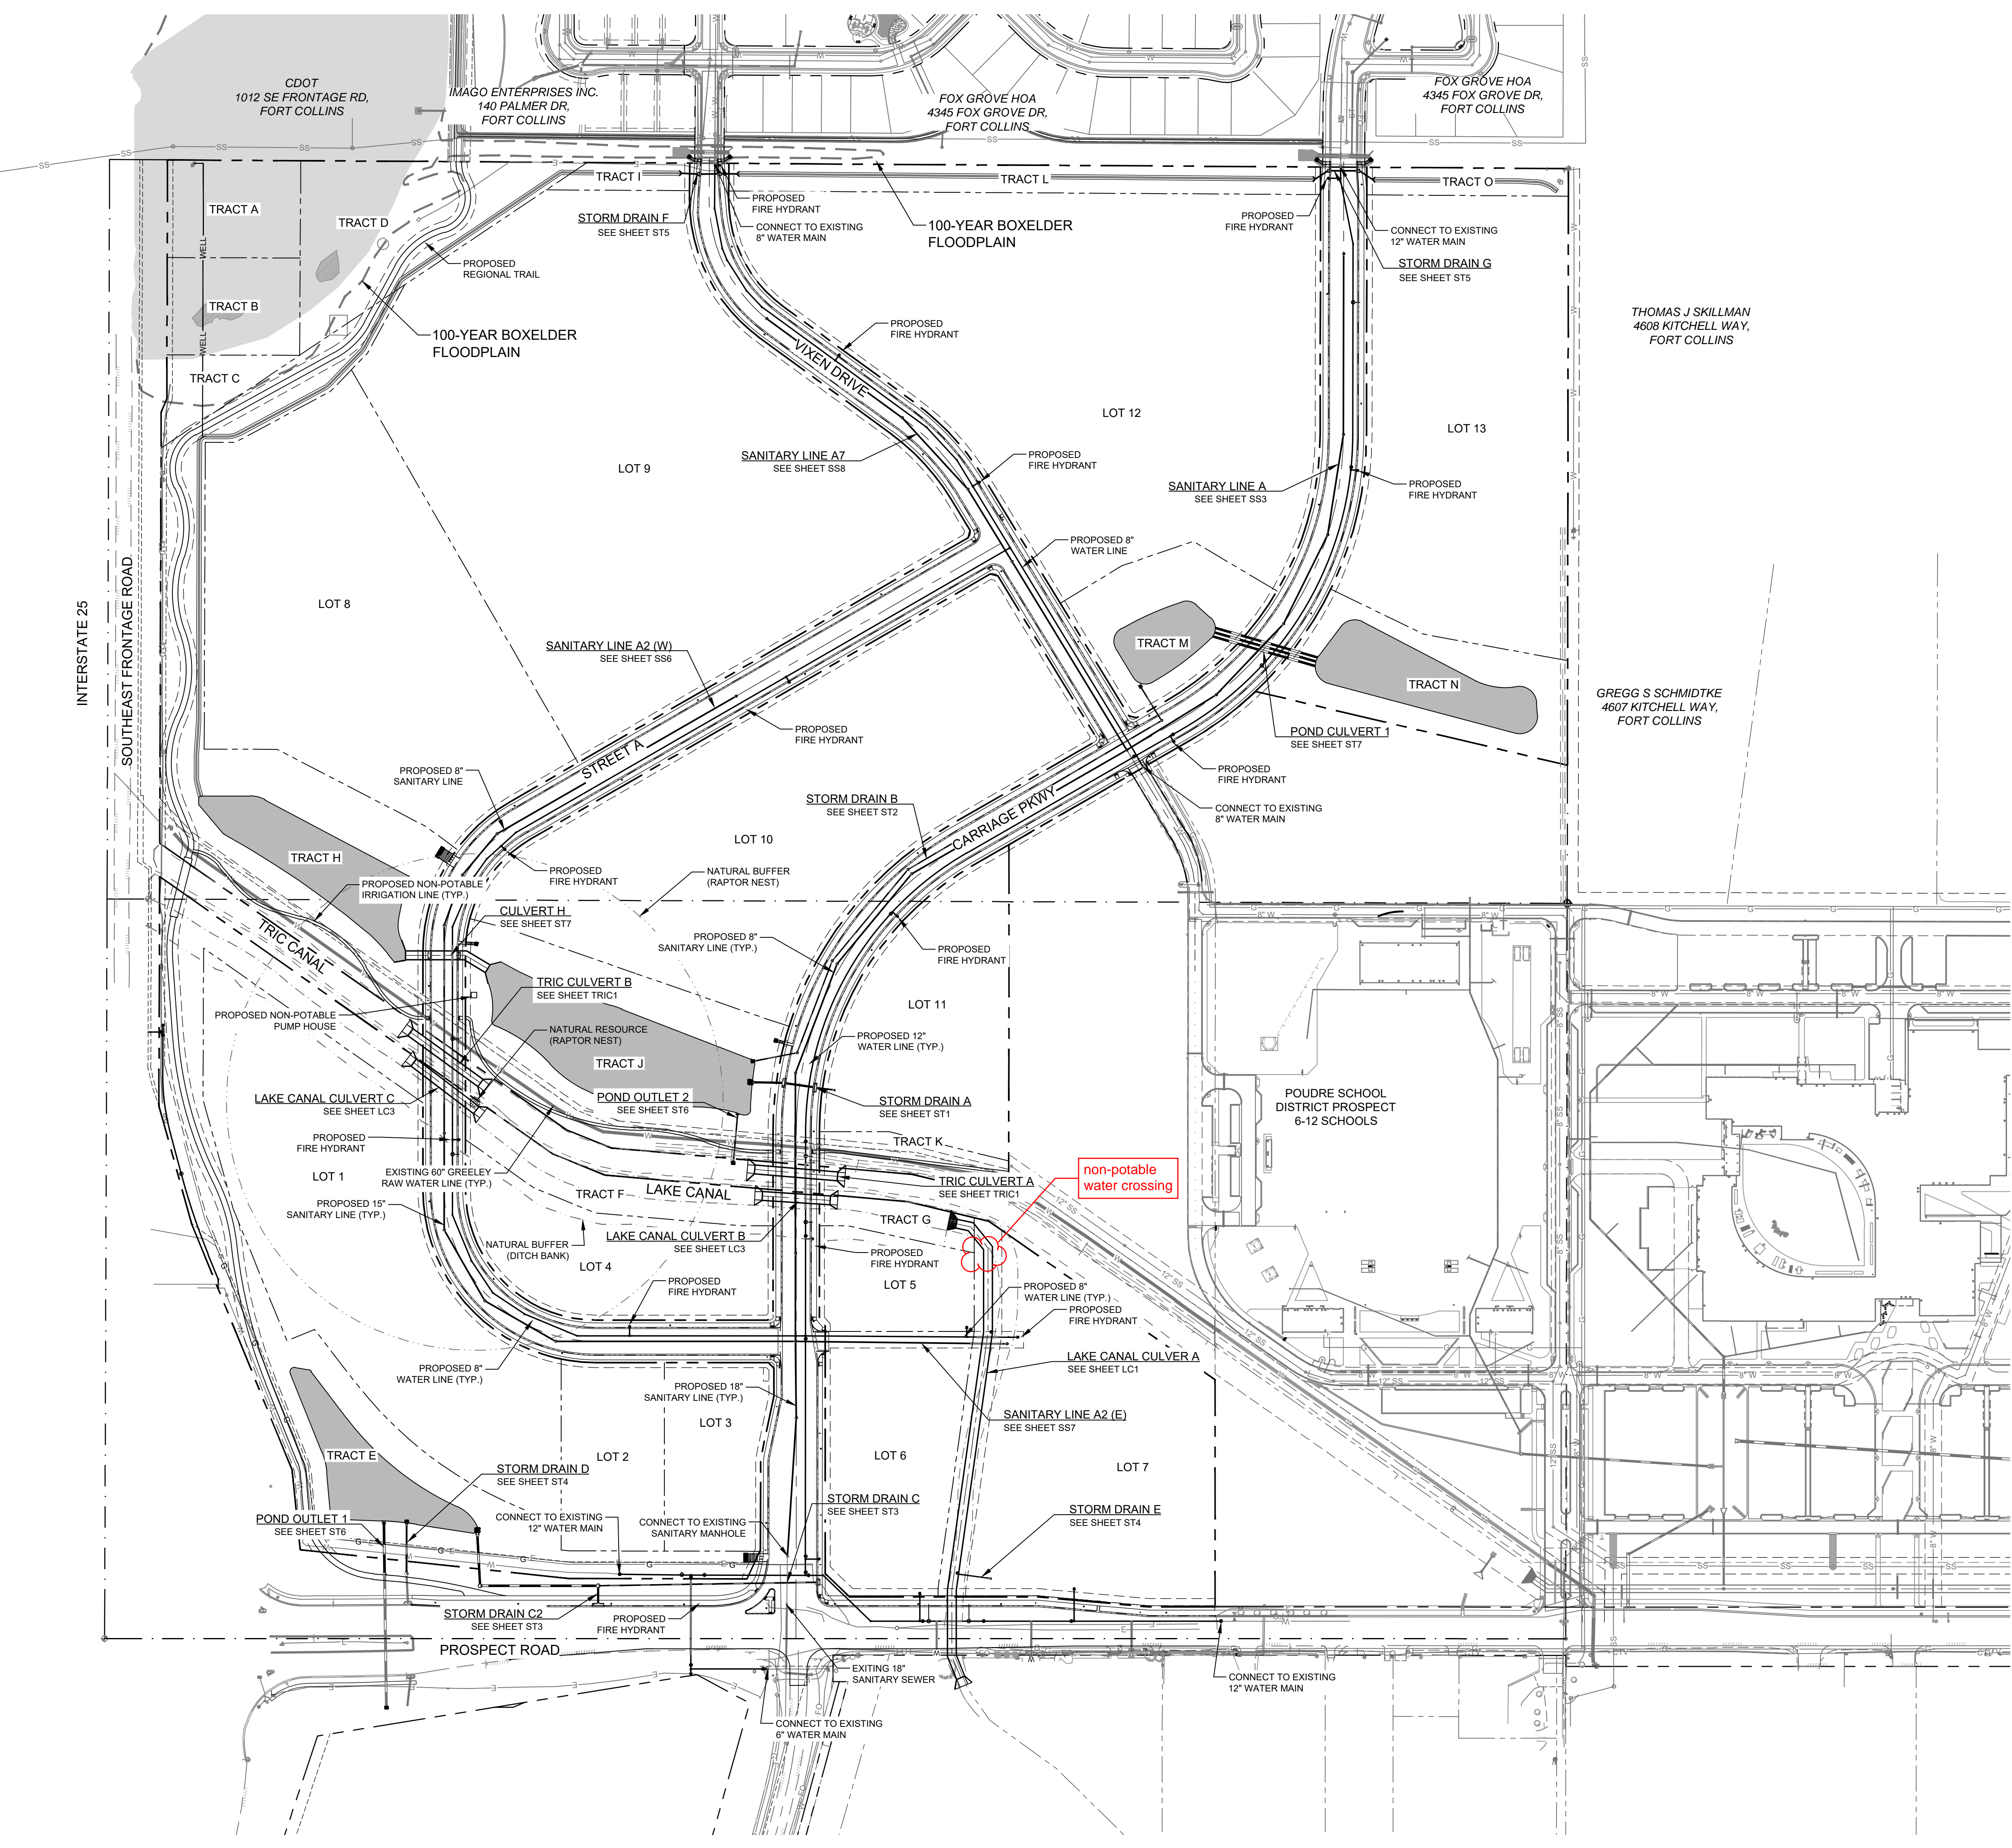 CDOT
1012 SE FRONTAGE RD,
FORT COLLINS
IMAGO ENTERPRISES INC.
140 PALMER DR,
FORT COLLINS
FOX GROVE HOA
4345 FOX GROVE DR,
FORT COLLINS
FOX GROVE HOA
4345 FOX GROVE DR,
FORT COLLINS
TRACT A
TRACT D
TRACT B
TRACT C
WELL
WELL
TRACT I
TRACT L
TRACT O
STORM DRAIN F
SEE SHEET ST5
PROPOSED
FIRE HYDRANT
CONNECT TO EXISTING
8" WATER MAIN
100-YEAR BOXELDER
FLOODPLAIN
PROPOSED
FIRE HYDRANT
CONNECT TO EXISTING
12" WATER MAIN
STORM DRAIN G
SEE SHEET ST5
PROPOSED
REGIONAL TRAIL
100-YEAR BOXELDER
FLOODPLAIN
PROPOSED
FIRE HYDRANT
VIXEN DRIVE
THOMAS J SKILLMAN
4608 KITCHELL WAY,
FORT COLLINS
LOT 12
LOT 13
LOT 9
SANITARY LINE A7
SEE SHEET SS8
PROPOSED
FIRE HYDRANT
SANITARY LINE A
SEE SHEET SS3
PROPOSED
FIRE HYDRANT
PROPOSED 8"
WATER LINE
LOT 8
INTERSTATE 25
SOUTHEAST FRONTAGE ROAD
SANITARY LINE A2 (W)
SEE SHEET SS6
TRACT M
TRACT N
GREGG S SCHMIDTKE
4607 KITCHELL WAY,
FORT COLLINS
PROPOSED
FIRE HYDRANT
POND CULVERT 1
SEE SHEET ST7
STREET A
PROPOSED 8"
SANITARY LINE
PROPOSED
FIRE HYDRANT
STORM DRAIN B
SEE SHEET ST2
CARRIAGE PKWY
CONNECT TO EXISTING
8" WATER MAIN
LOT 10
TRACT H
PROPOSED
FIRE HYDRANT
NATURAL BUFFER
(RAPTOR NEST)
PROPOSED NON-POTABLE
IRRIGATION LINE (TYP.)
CULVERT H
SEE SHEET ST7
TRIC CANAL
PROPOSED 8"
SANITARY LINE (TYP.)
PROPOSED
FIRE HYDRANT
8" W
8" W
TRIC CULVERT B
SEE SHEET TRIC1
LOT 11
PROPOSED NON-POTABLE
PUMP HOUSE
NATURAL RESOURCE
(RAPTOR NEST)
PROPOSED 12"
WATER LINE (TYP.)
TRACT J
LAKE CANAL CULVERT C
SEE SHEET LC3
POND OUTLET 2
SEE SHEET ST6
STORM DRAIN A
SEE SHEET ST1
POUDRE SCHOOL
DISTRICT PROSPECT
6-12 SCHOOLS
PROPOSED
FIRE HYDRANT
TRACT K
LOT 1
EXISTING 60" GREELEY
RAW WATER LINE (TYP.)
non-potable
water crossing
TRIC CULVERT A
SEE SHEET TRIC1
TRACT F
LAKE CANAL
PROPOSED 15"
SANITARY LINE (TYP.)
TRACT G
LAKE CANAL CULVERT B
SEE SHEET LC3
NATURAL BUFFER
(DITCH BANK)
PROPOSED
FIRE HYDRANT
LOT 4
LOT 5
PROPOSED
FIRE HYDRANT
PROPOSED 8"
WATER LINE (TYP.)
PROPOSED
FIRE HYDRANT
12" SS
12" SS
12" SS
PROPOSED 8"
WATER LINE (TYP.)
LAKE CANAL CULVER A
SEE SHEET LC1
PROPOSED 18"
SANITARY LINE (TYP.)
SANITARY LINE A2 (E)
SEE SHEET SS7
LOT 3
LOT 2
LOT 6
LOT 7
TRACT E
STORM DRAIN D
SEE SHEET ST4
STORM DRAIN C
SEE SHEET ST3
STORM DRAIN E
SEE SHEET ST4
POND OUTLET 1
SEE SHEET ST6
CONNECT TO EXISTING
12" WATER MAIN
CONNECT TO EXISTING
SANITARY MANHOLE
STORM DRAIN C2
SEE SHEET ST3
PROPOSED
FIRE HYDRANT
PROSPECT ROAD
EXITING 18"
SANITARY SEWER
CONNECT TO EXISTING
12" WATER MAIN
CONNECT TO EXISTING
6" WATER MAIN